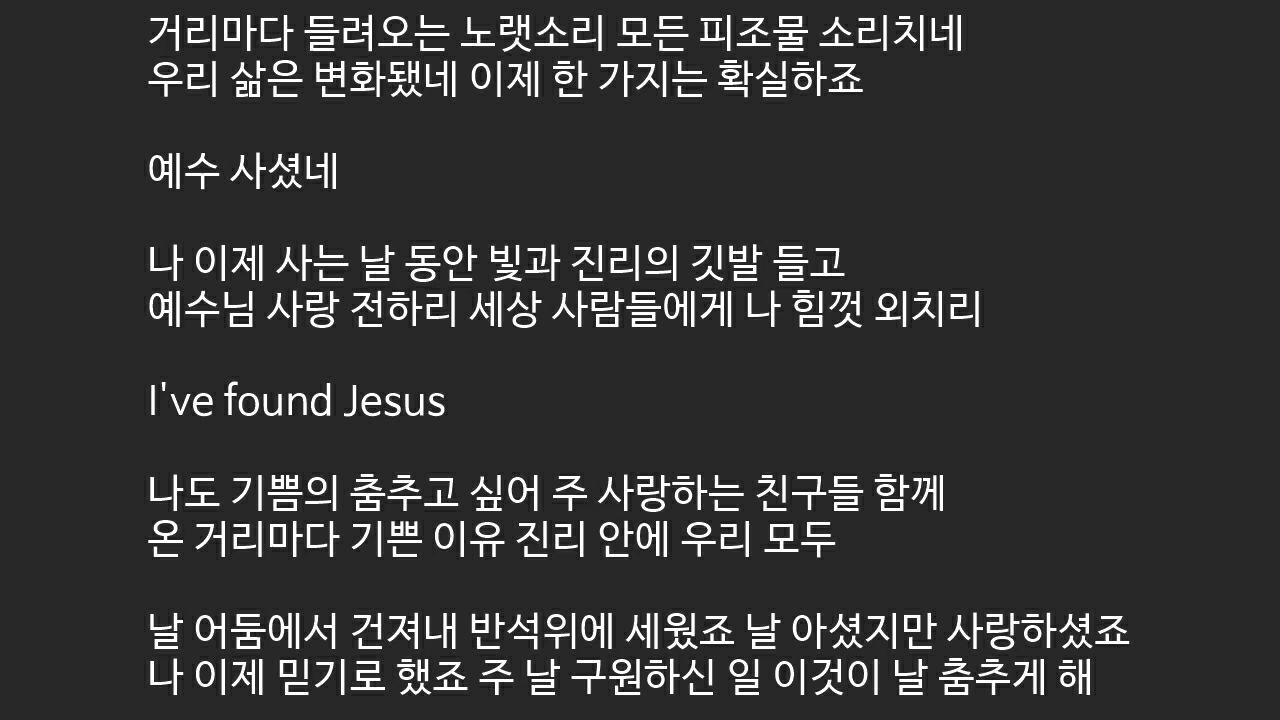 거리마다 들려오는 노랫소리 모든 피조물 소리치네
우리 삶은 변화됐네 이제 한 가지는 확실하죠
예수 사셨네
나 이제 사는 날 동안 빛과 진리의 깃발 들고
예수님 사랑 전하리 세상 사람들에게 나 힘껏 외치리
I've found Jesus
나도 기쁨의 춤추고 싶어 주 사랑하는 친구들 함께
온 거리마다 기쁜 이유 진리 안에 우리 모두
날 어둠에서 건져내 반석위에 세웠죠 날 아셨지만 사랑하셨죠
나 이제 믿기로 했죠 주 날 구원하신 일 이것이 날 춤추게 해